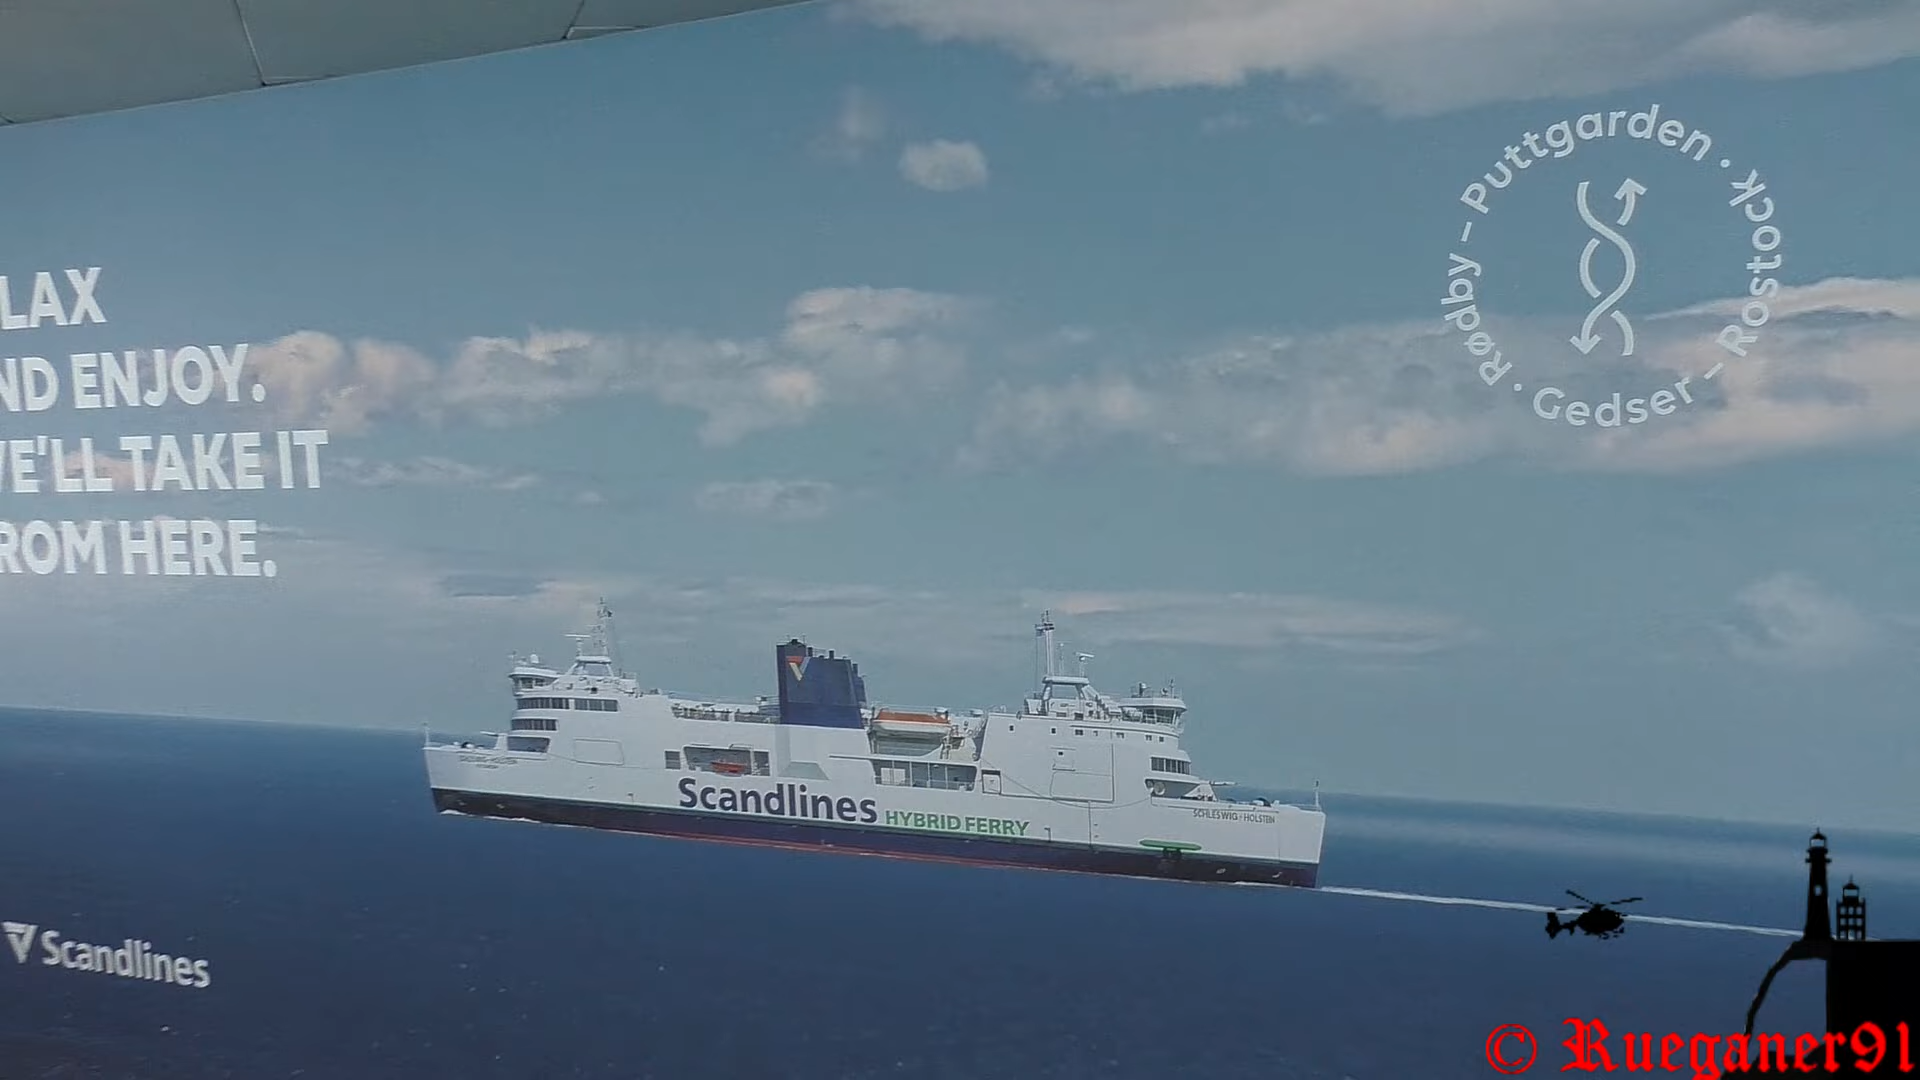 LAX
ND ENJOY.
WE'LL TAKE IT
ROM HERE.
Rødby – Puttgarden · Rostock – Gedser ·
Scandlines HYBRID FERRY
SCHLESWIG-HOLSTEIN
Scandlines
© Rueganer91